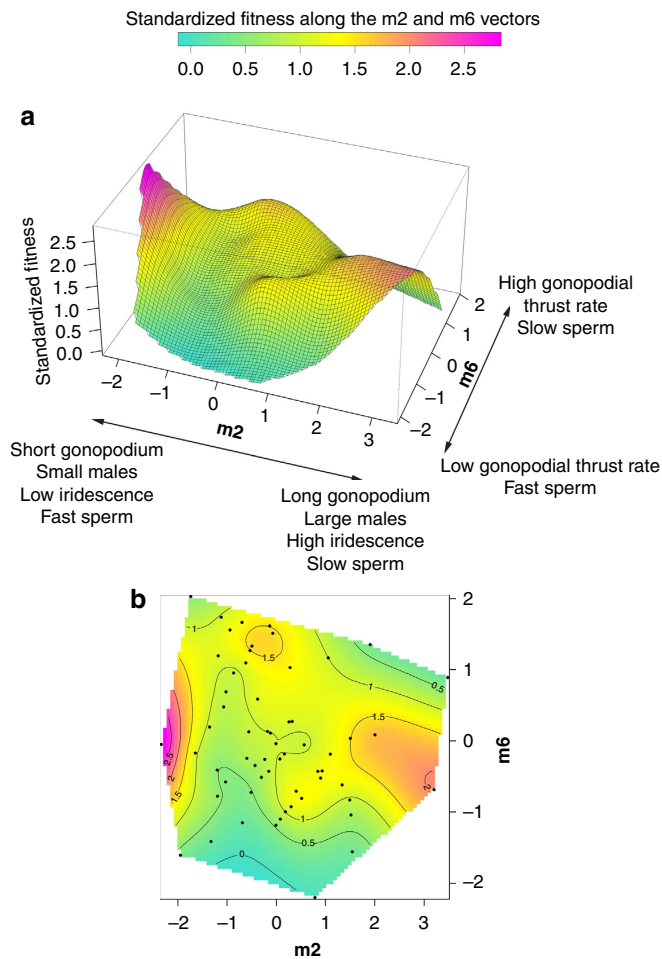 Standardized fitness along the m2 and m6 vectors
0.0 0.5 1.0 1.5 2.0 2.5
a
Standardized fitness
2.5
2.0
1.5
1.0
0.5
0.0
−2 −1 0 1 2 3
m2
2
1
0
−1
−2
m6
High gonopodial
thrust rate
Slow sperm
Low gonopodial thrust rate
Fast sperm
Short gonopodium
Small males
Low iridescence
Fast sperm
Long gonopodium
Large males
High iridescence
Slow sperm
b
1
1.5
1
0.5
1.5
2.5
2
1.5
2
1
0.5
0
2
1
0
−1
−2
m6
−2 −1 0 1 2 3
m2